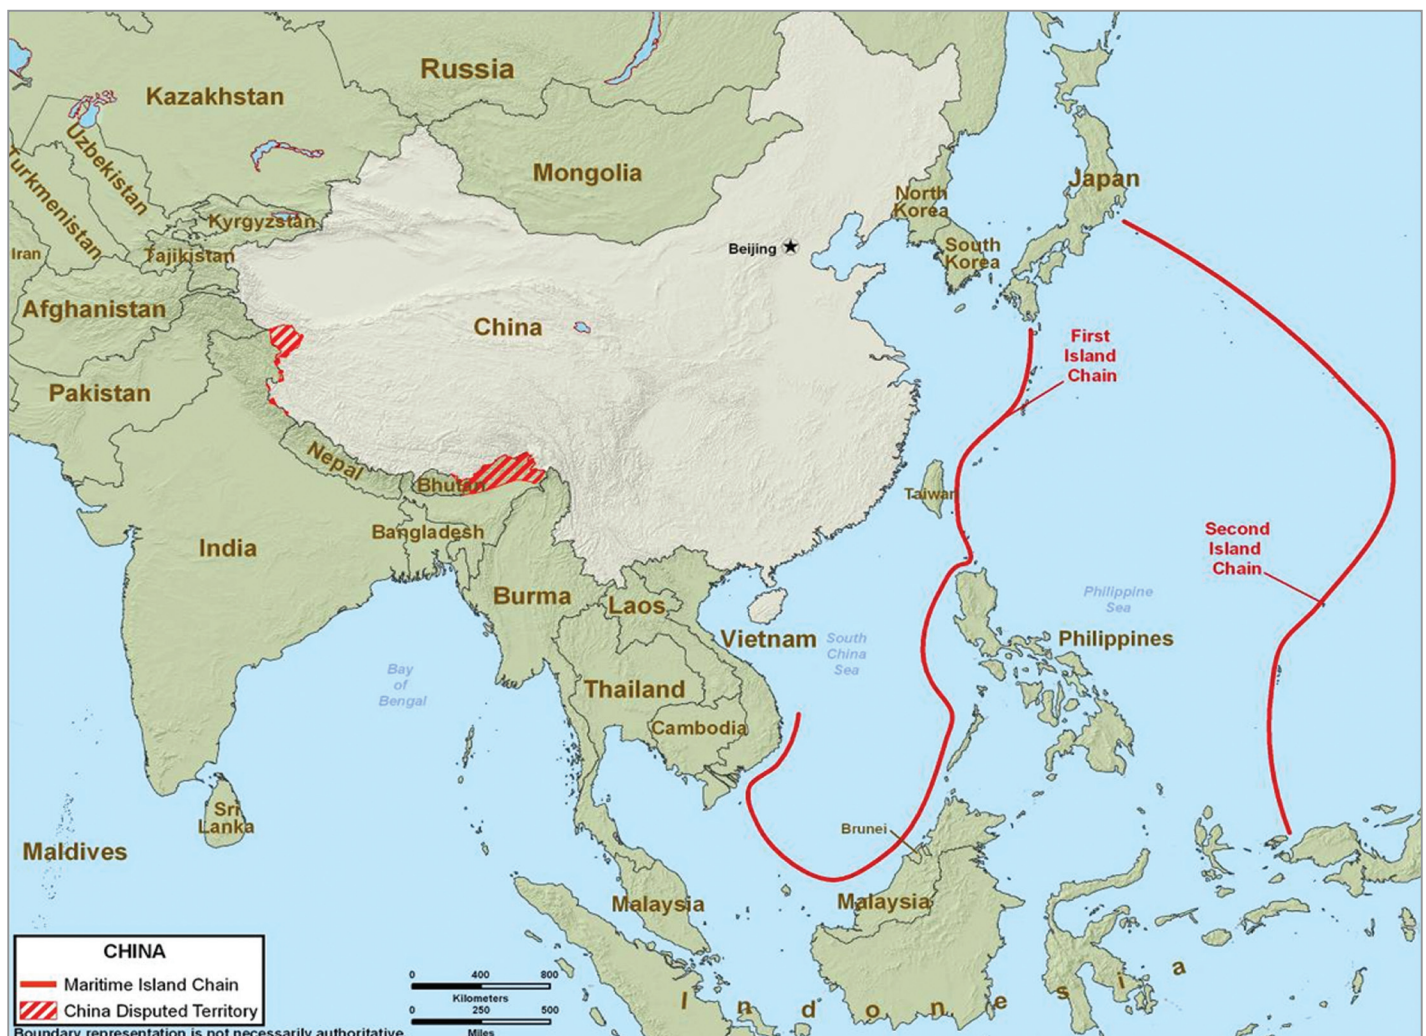 Russia
Kazakhstan
Uzbekistan
Turkmenistan
Mongolia
Japan
North
Korea
Kyrgyzstan
South
Korea
Beijing
Iran
Tajikistan
Afghanistan
China
First
Island
Chain
Pakistan
Nepal
Bhutan
Taiwan
Bangladesh
India
Second
Island
Chain
Burma
Laos
Philippine
Sea
Vietnam
South
China
Sea
Philippines
Bay
of
Bengal
Thailand
Cambodia
Sri
Lanka
Brunei
Maldives
Malaysia
Malaysia
Indonesia
CHINA
Maritime Island Chain
China Disputed Territory
0 400 800
Kilometers
0 250 500
Miles
Boundary representation is not necessarily authoritative